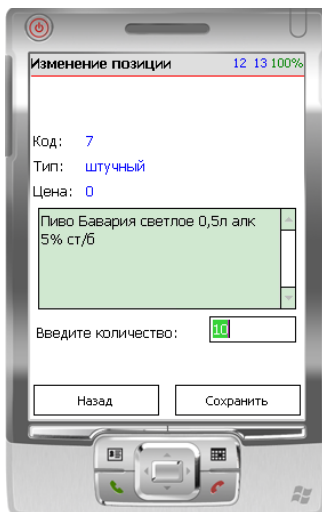 Изменение позиции 12 13 100%
Код: 7
Тип: штучный
Цена: 0
Пиво Бавария светлое 0,5л алк
5% ст/б
Введите количество: 10
Назад Сохранить